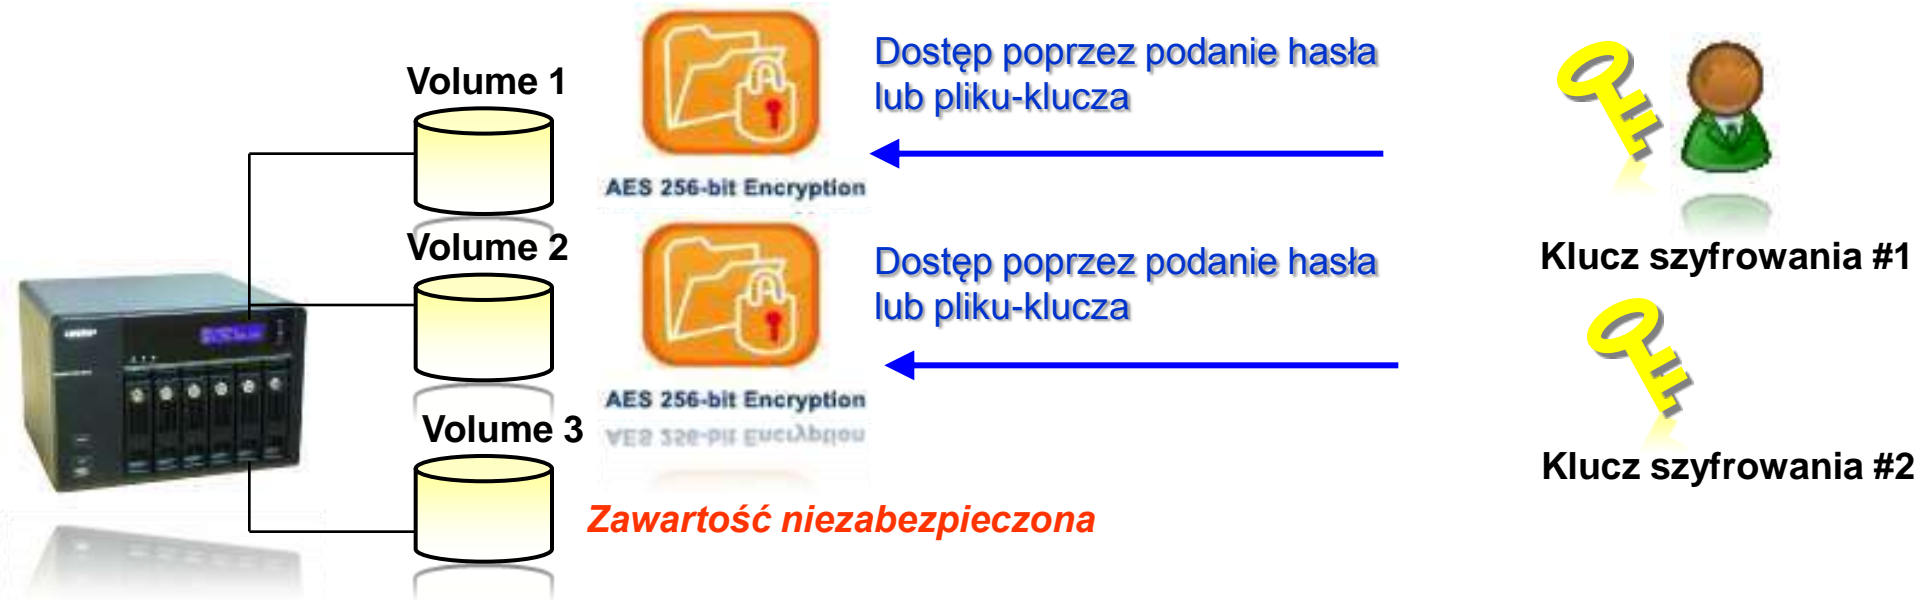 Volume 1
AES 256-bit Encryption
Dostęp poprzez podanie hasła
lub pliku-klucza
Klucz szyfrowania #1
Volume 2
AES 256-bit Encryption
Dostęp poprzez podanie hasła
lub pliku-klucza
Klucz szyfrowania #2
Volume 3
Zawartość niezabezpieczona